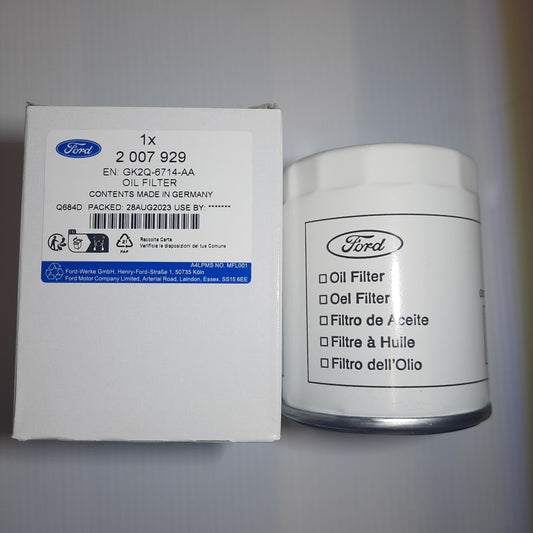 Ford
1x
2 007 929
EN: GK2Q-6714-AA
OIL FILTER
CONTENTS MADE IN GERMANY
Q684D PACKED: 28AUG2023 USE BY: *******
21
PAP
Raccolta Carta
Verifica le disposizioni del tuo Comune
A4LPMS NO. MFL001
Ford-Werke GmbH, Henry-Ford-Straße 1, 50735 Köln
Ford Motor Company Limited, Arterial Road, Laindon, Essex, SS15 6EE
Ford
Oil Filter
Oel Filter
Filtro de Aceite
Filtre à Huile
Filtro dell'Olio